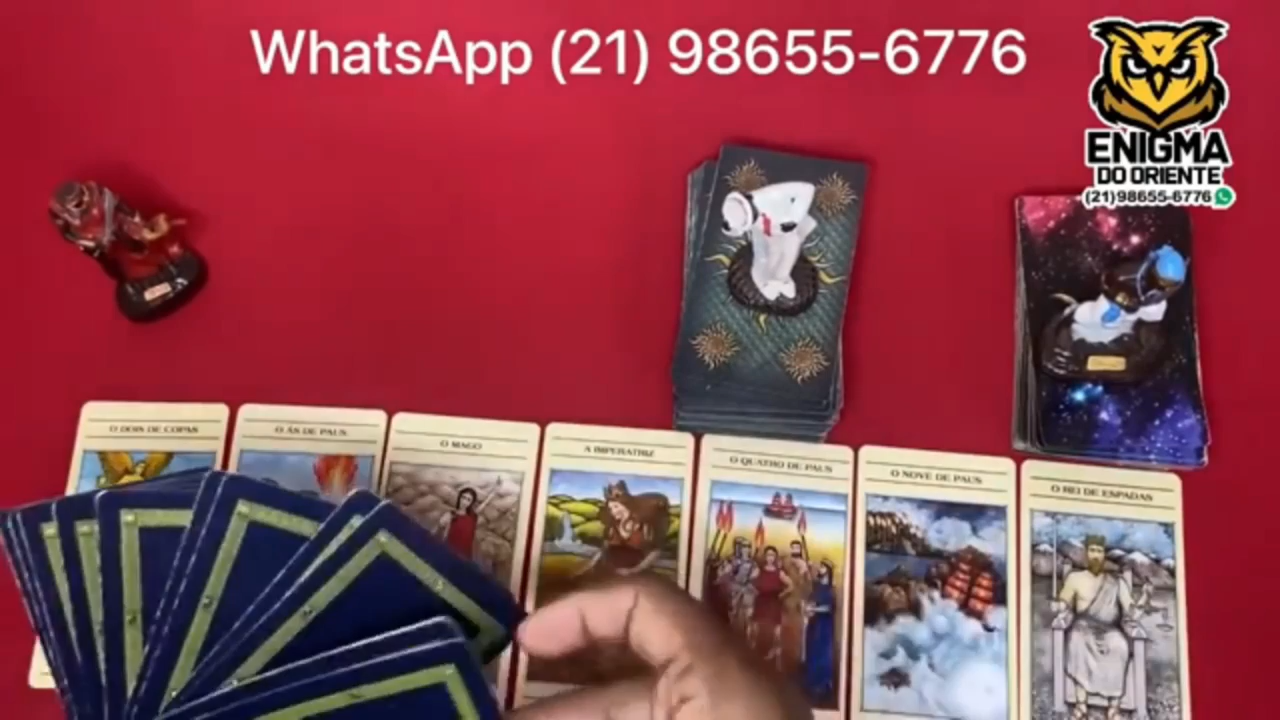 WhatsApp (21) 98655-6776
ENIGMA
DO ORIENTE
(21)98655-6776
O DOIS DE COPAS
O ÁS DE PAUS
O MAGO
A IMPERATRIZ
O QUATRO DE PAUS
O NOVE DE PAUS
O REI DE ESPADAS